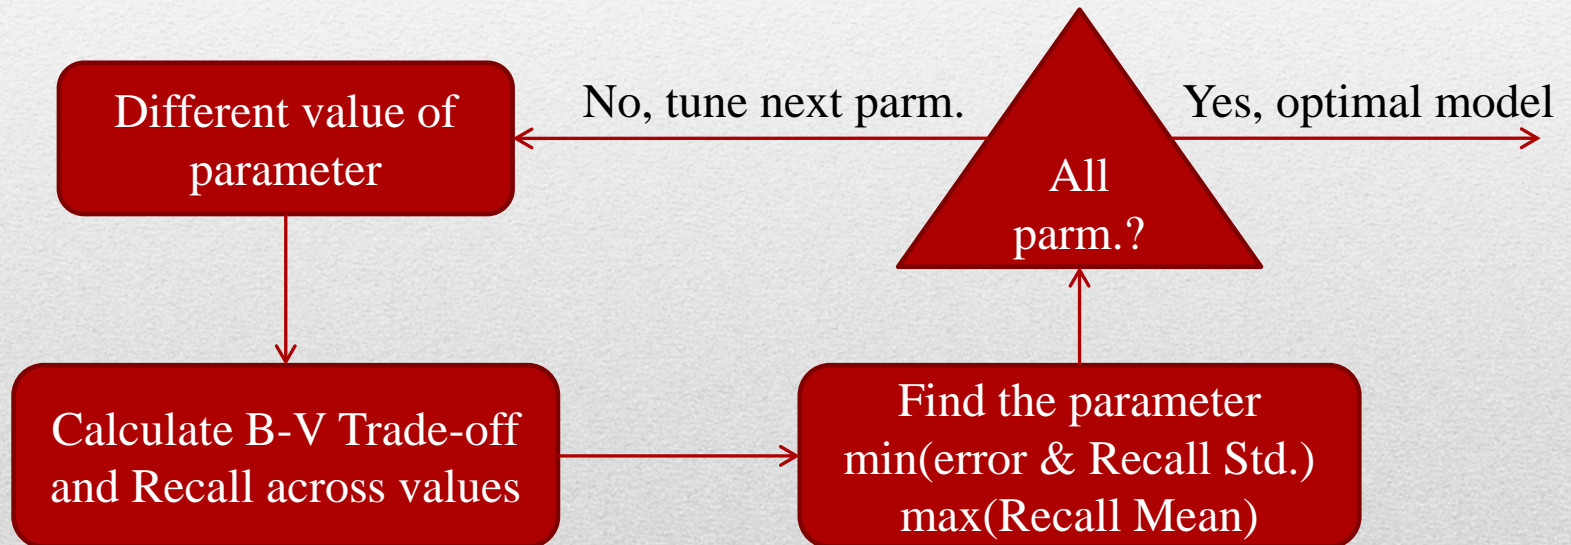 Different value of
parameter
No, tune next parm.
All
parm.?
Yes, optimal model
Calculate B-V Trade-off
and Recall across values
Find the parameter
min(error & Recall Std.)
max(Recall Mean)